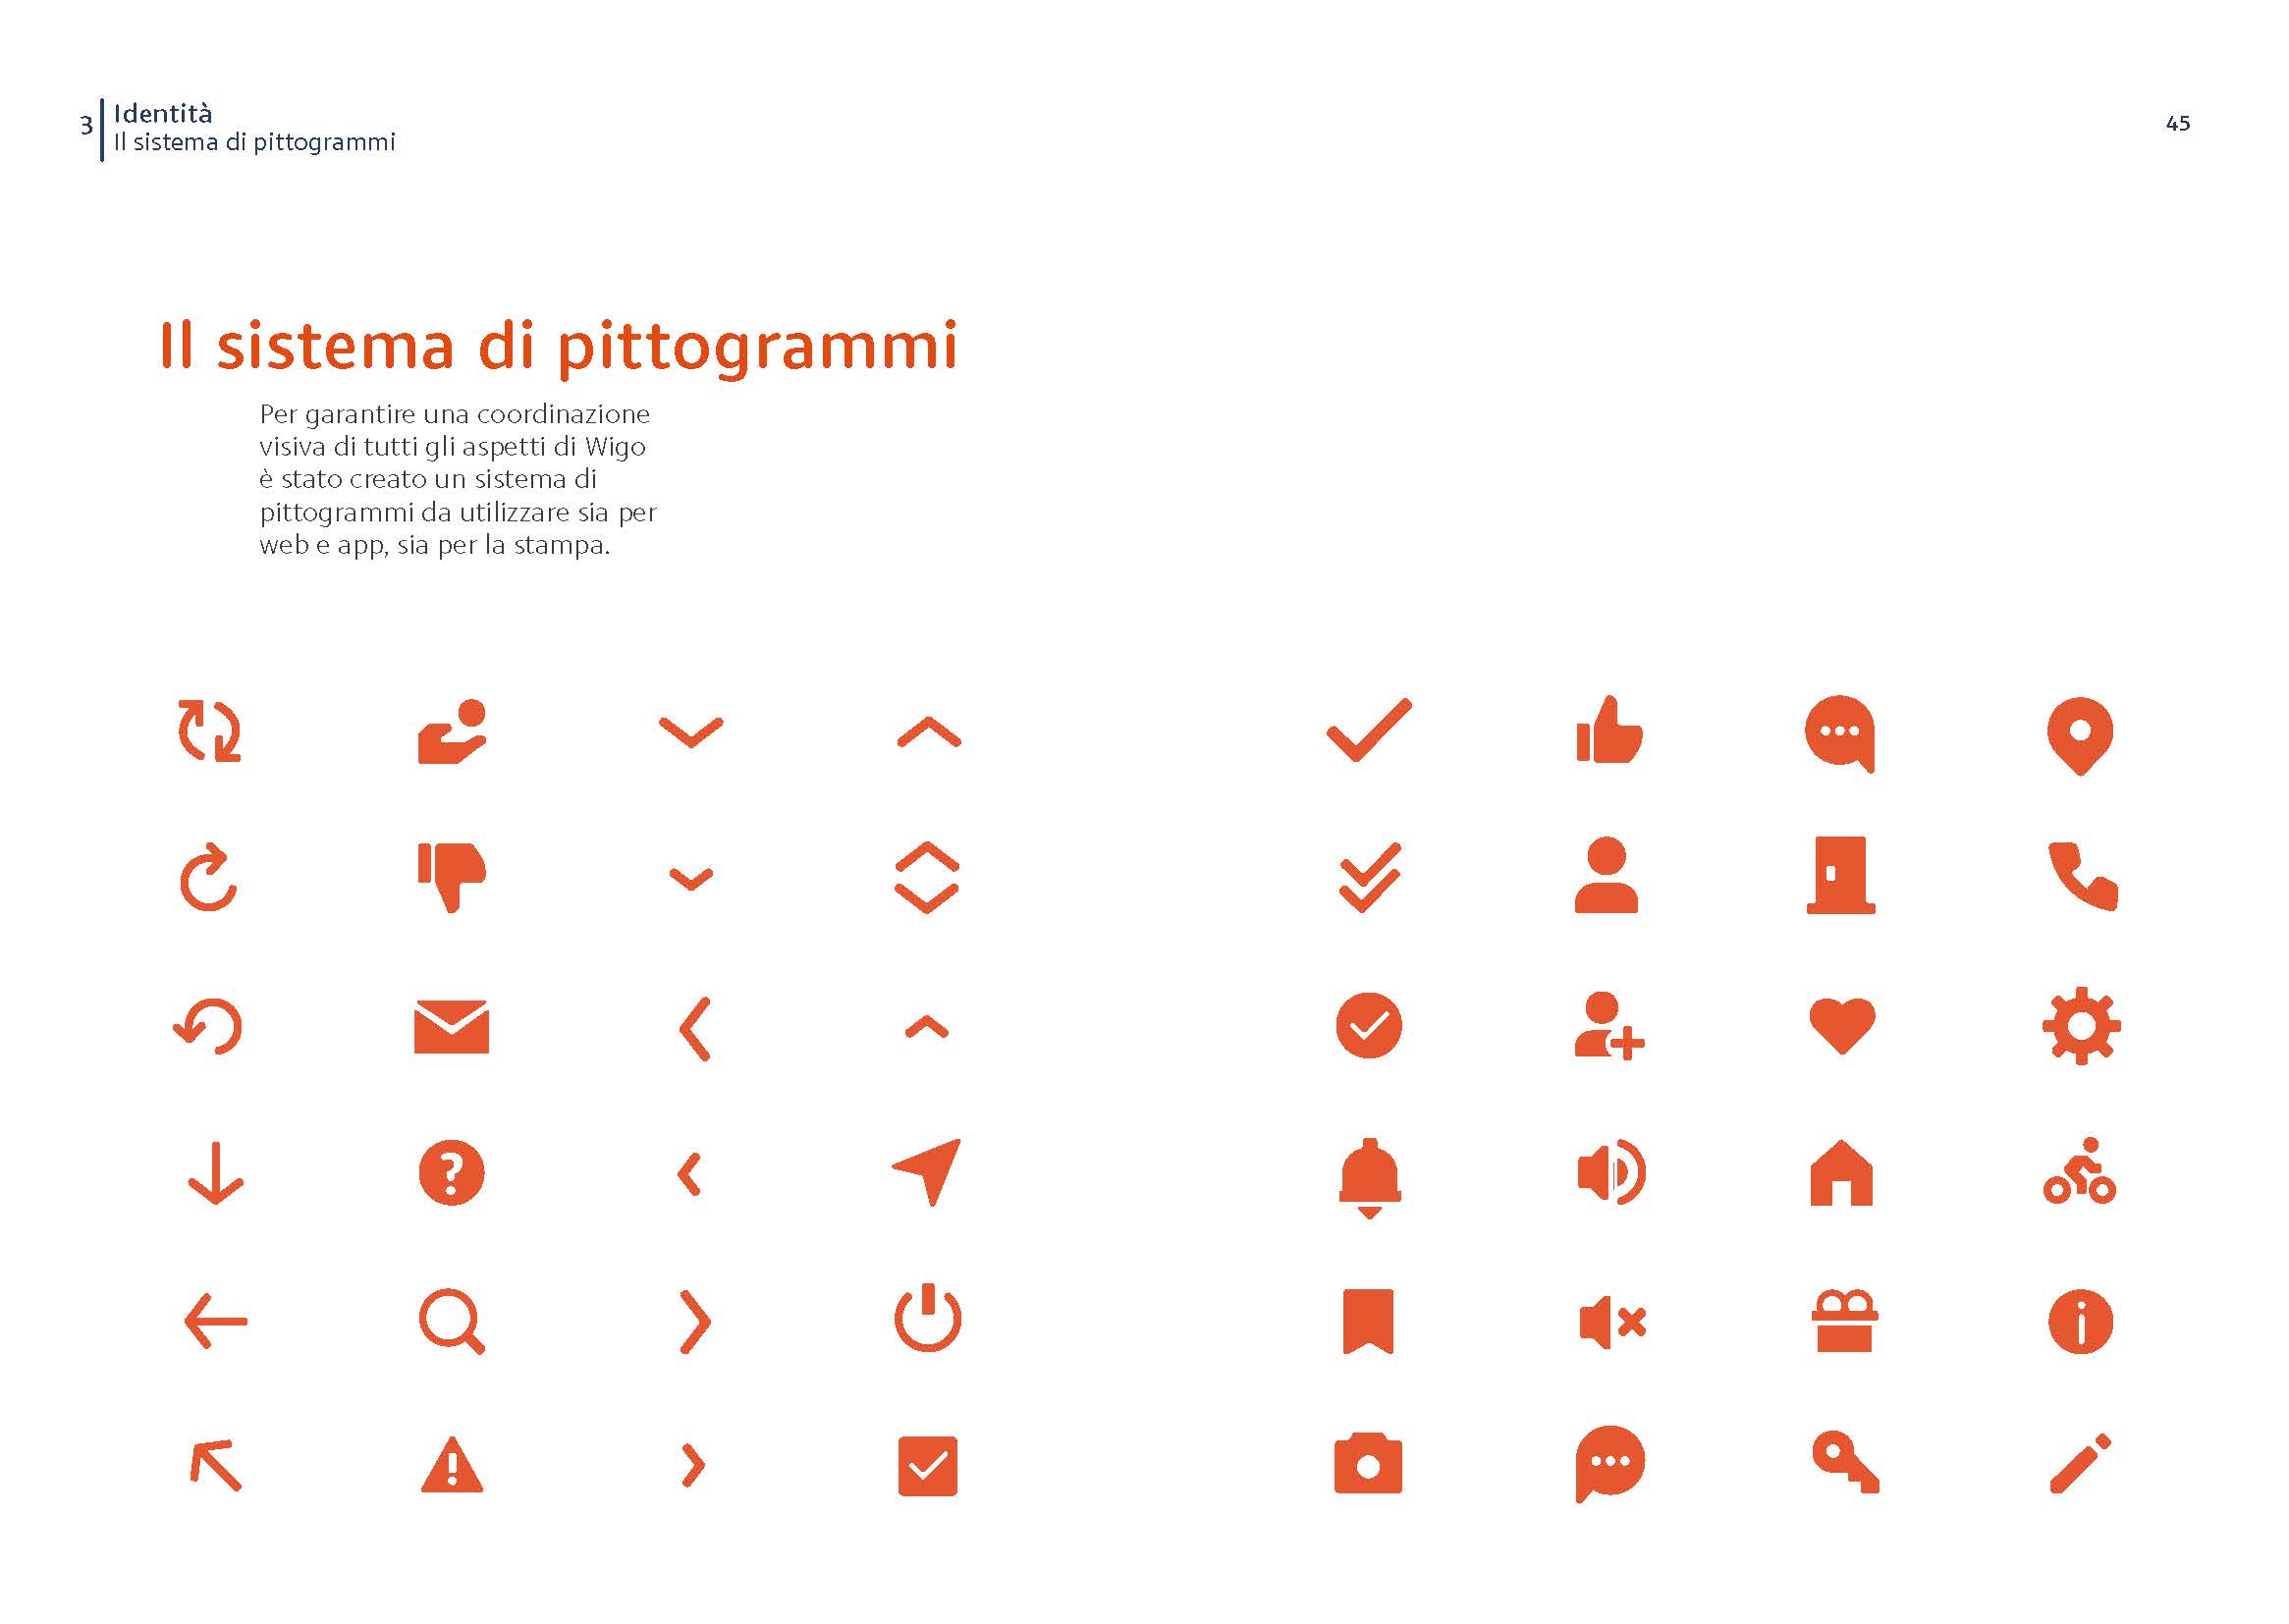 3
Identità
Il sistema di pittogrammi
45
Il sistema di pittogrammi
Per garantire una coordinazione
visiva di tutti gli aspetti di Wigo
è stato creato un sistema di
pittogrammi da utilizzare sia per
web e app, sia per la stampa.